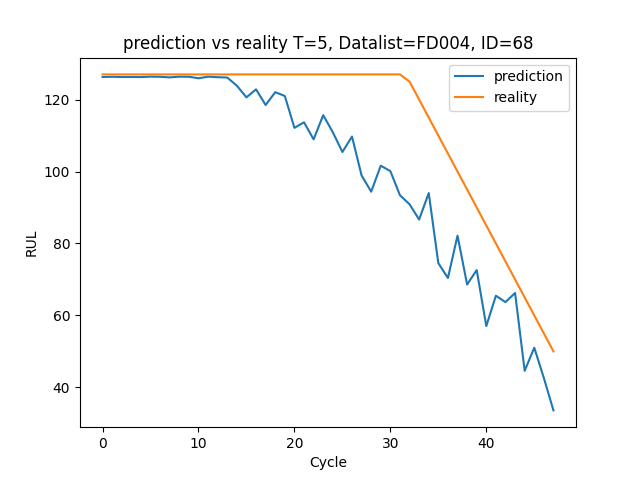 prediction vs reality T=5, Datalist=FD004, ID=68
prediction
reality
RUL
120
100
80
60
40
0 10 20 30 40
Cycle